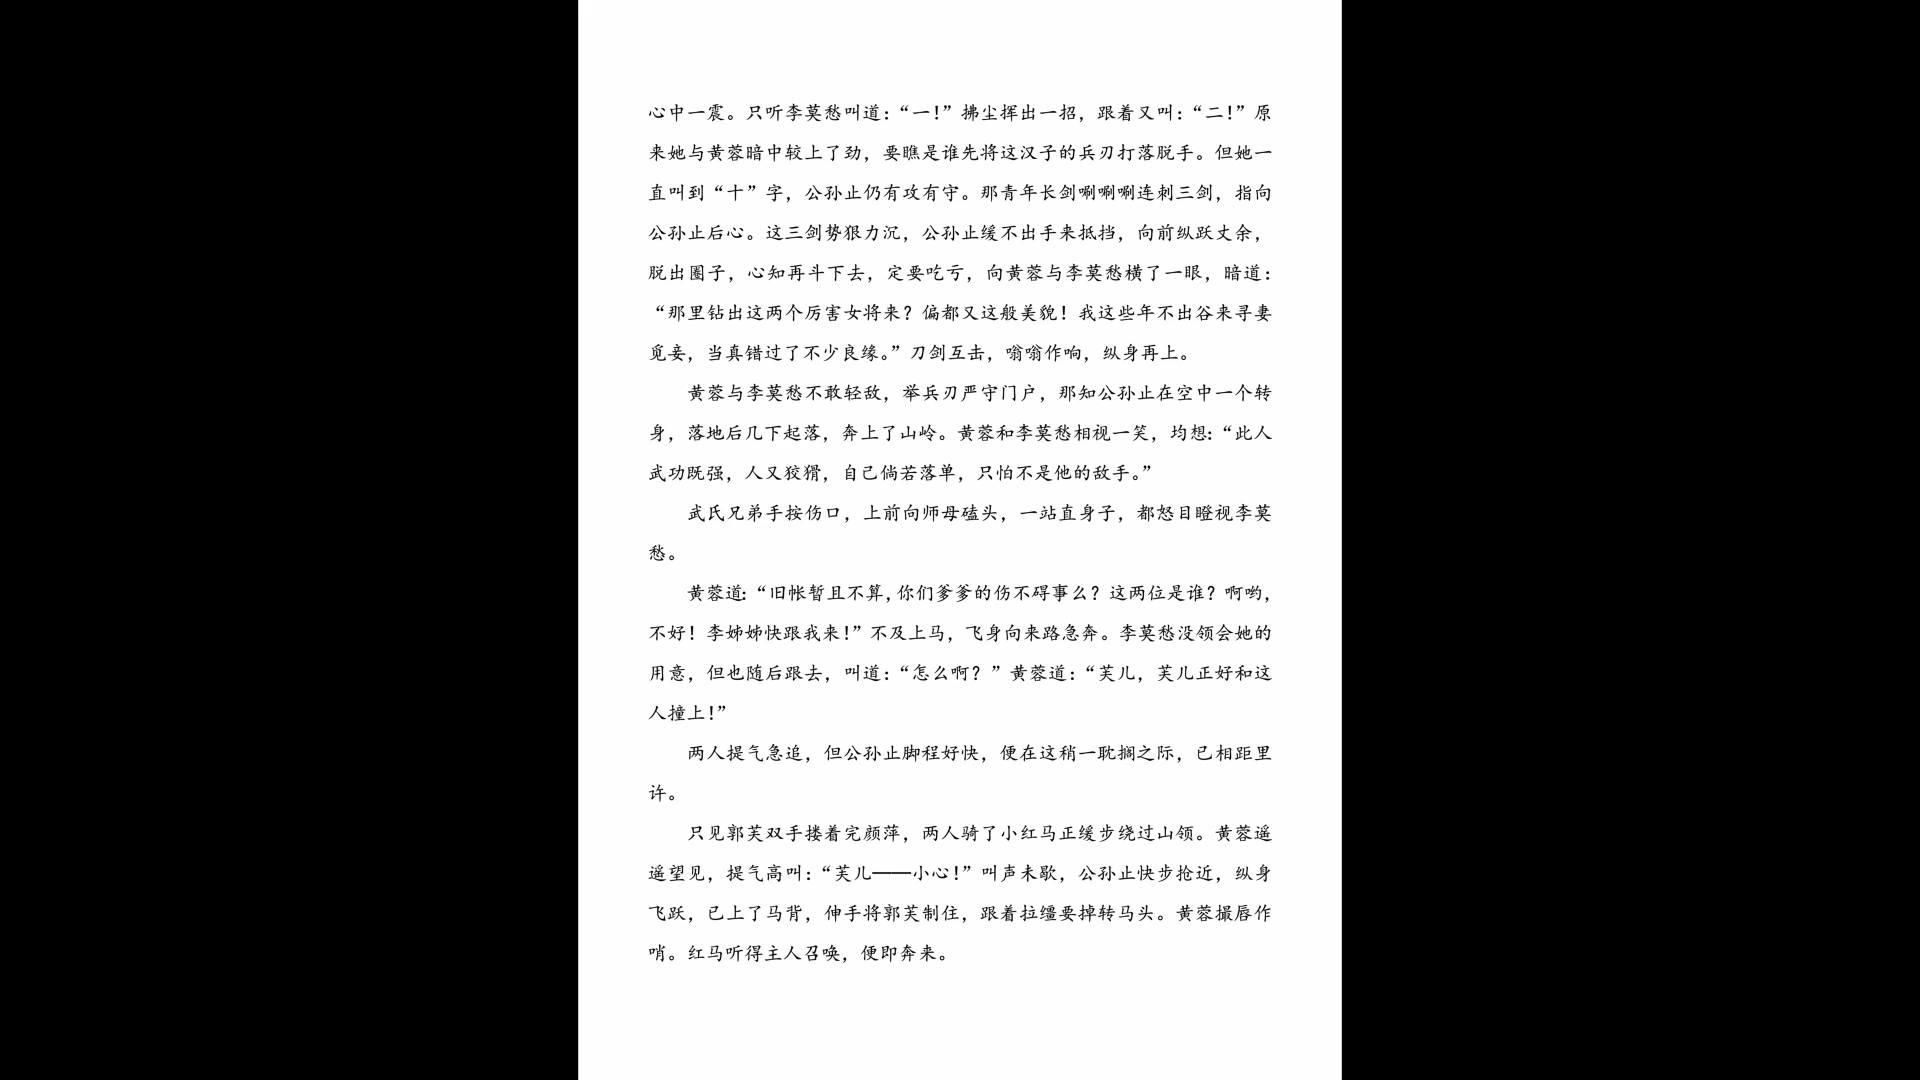 心中一震。只听李莫愁叫道：“一！”拂尘挥出一招，跟着又叫：“二！”原
来她与黄蓉暗中较上了劲，要瞧是谁先将这汉子的兵刃打落脱手。但她一
直叫到“十”字，公孙止仍有攻有守。那青年长剑唰唰唰连刺三剑，指向
公孙止后心。这三剑势狠力沉，公孙止缓不出手来抵挡，向前纵跃丈余，
脱出圈子，心知再斗下去，定要吃亏，向黄蓉与李莫愁横了一眼，暗道：
“那里钻出这两个厉害女将来？偏都又这般美貌！我这些年不出谷来寻妻
觅妾，当真错过了不少良缘。”刀剑互击，嗡嗡作响，纵身再上。
黄蓉与李莫愁不敢轻敌，举兵刃严守门户，那知公孙止在空中一个转
身，落地后几下起落，奔上了山岭。黄蓉和李莫愁相视一笑，均想：“此人
武功既强，人又狡猾，自己倘若落单，只怕不是他的敌手。”
武氏兄弟手按伤口，上前向师母磕头，一站直身子，都怒目瞪视李莫
愁。
黄蓉道：“旧帐暂且不算，你们爹爹的伤不碍事么？这两位是谁？啊哟，
不好！李姊姊快跟我来！”不及上马，飞身向来路急奔。李莫愁没领会她的
用意，但也随后跟去，叫道：“怎么啊？”黄蓉道：“芙儿，芙儿正好和这
人撞上！”
两人提气急追，但公孙止脚程好快，便在这稍一耽搁之际，已相距里
许。
只见郭芙双手搂着完颜萍，两人骑了小红马正缓步绕过山领。黄蓉遥
遥望见，提气高叫：“芙儿——小心！”叫声未歇，公孙止快步抢近，纵身
飞跃，已上了马背，伸手将郭芙制住，跟着拉缰要掉转马头。黄蓉撮唇作
哨。红马听得主人召唤，便即奔来。